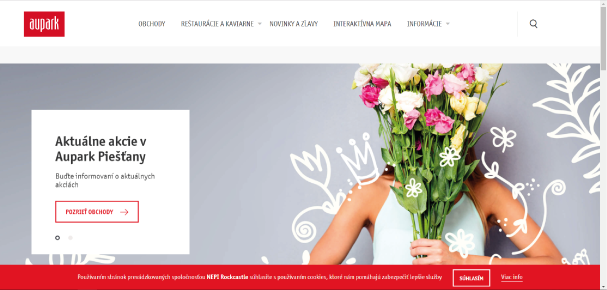 aupark
OBCHODY REŠTAURÁCIE A KAVIARNE NOVINKY A ZĽAVY INTERAKTÍVNA MAPA INFORMÁCIE
Aktuálne akcie v
Aupark Piešťany
Buďte informovaní o aktuálnych
akciách
POZRIEŤ OBCHODY
Používaním stránok prevádzkovaných spoločnosťou NEPI Rockcastle súhlasíte s používaním cookies, ktoré nám pomáhajú zabezpečiť lepšie služby SÚHLASÍM Viac info